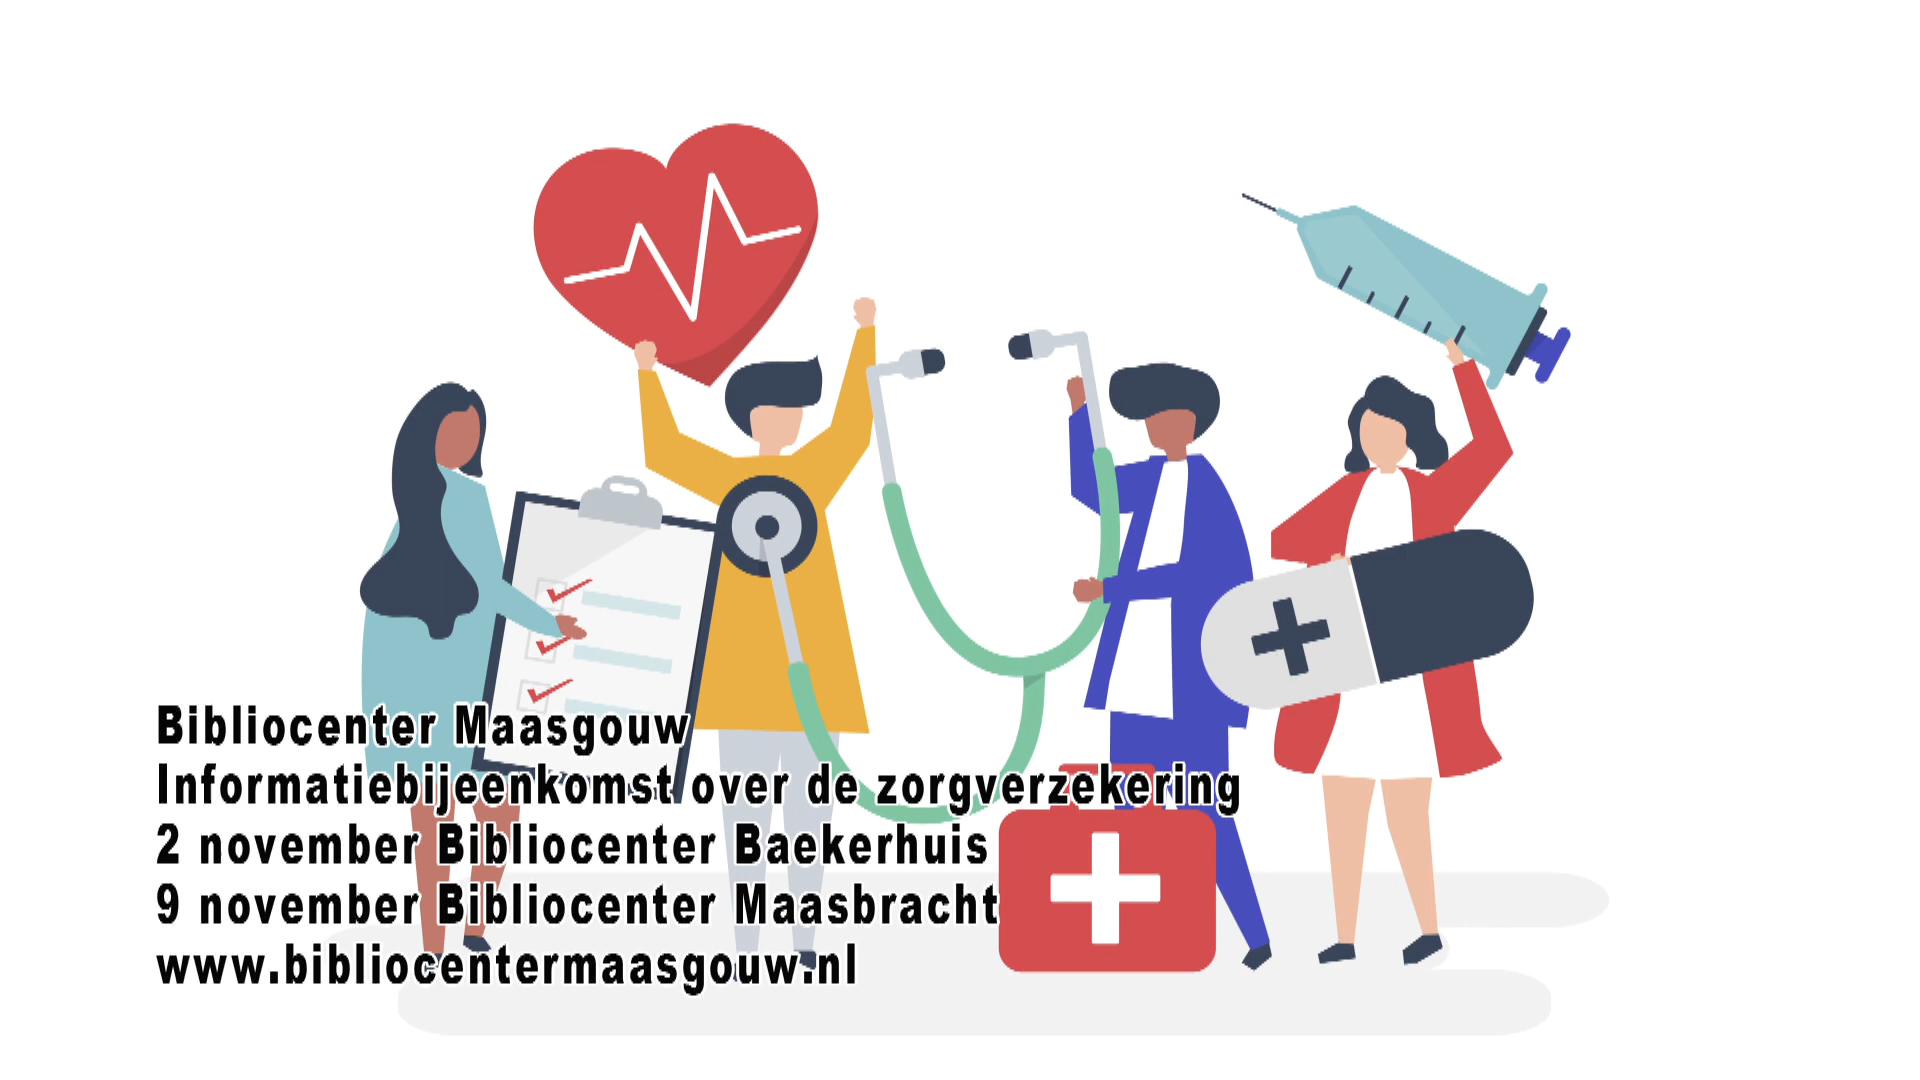 Bibliocenter Maasgouw
Informatiebijeenkomst over de zorgverzekering
2 november Bibliocenter Baekerhuis
9 november Bibliocenter Maasbracht
www.bibliocentermaasgouw.nl